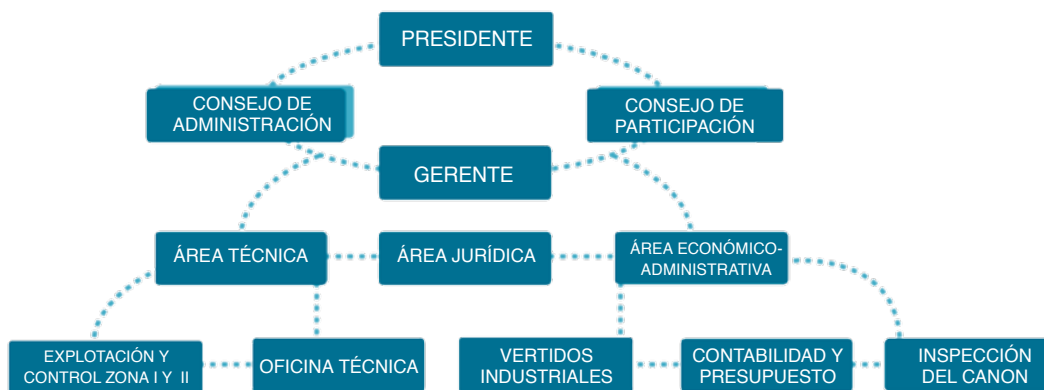 PRESIDENTE
CONSEJO DE
ADMINISTRACIÓN
CONSEJO DE
PARTICIPACIÓN
GERENTE
ÁREA TÉCNICA
ÁREA JURÍDICA
ÁREA ECONÓMICO-
ADMINISTRATIVA
EXPLOTACIÓN Y
CONTROL ZONA I Y II
OFICINA TÉCNICA
VERTIDOS
INDUSTRIALES
CONTABILIDAD Y
PRESUPUESTO
INSPECCIÓN
DEL CANON